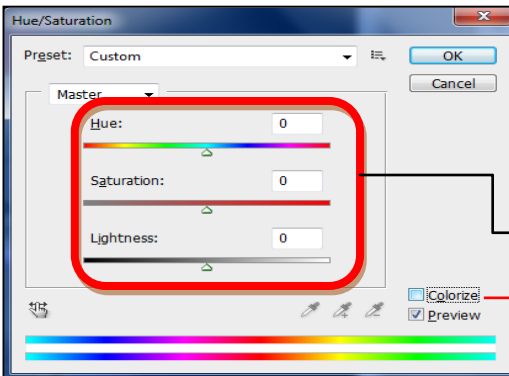 Hue/Saturation
Preset: Custom
OK
Cancel
Master
Hue: 0
Saturation: 0
Lightness: 0
Colorize
Preview